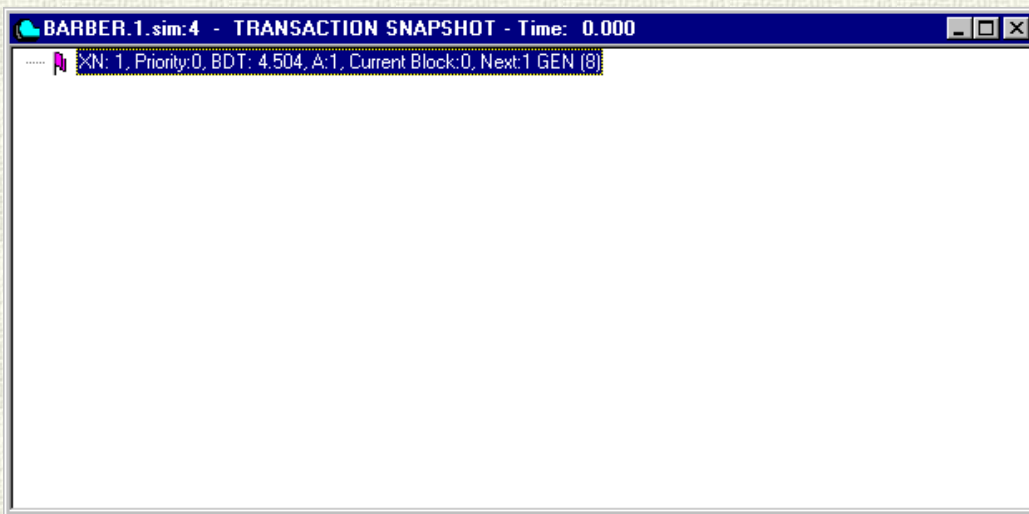 BARBER.1.sim:4 - TRANSACTION SNAPSHOT - Time: 0.000
XN: 1, Priority:0, BDT: 4.504, A:1, Current Block:0, Next:1 GEN (8)